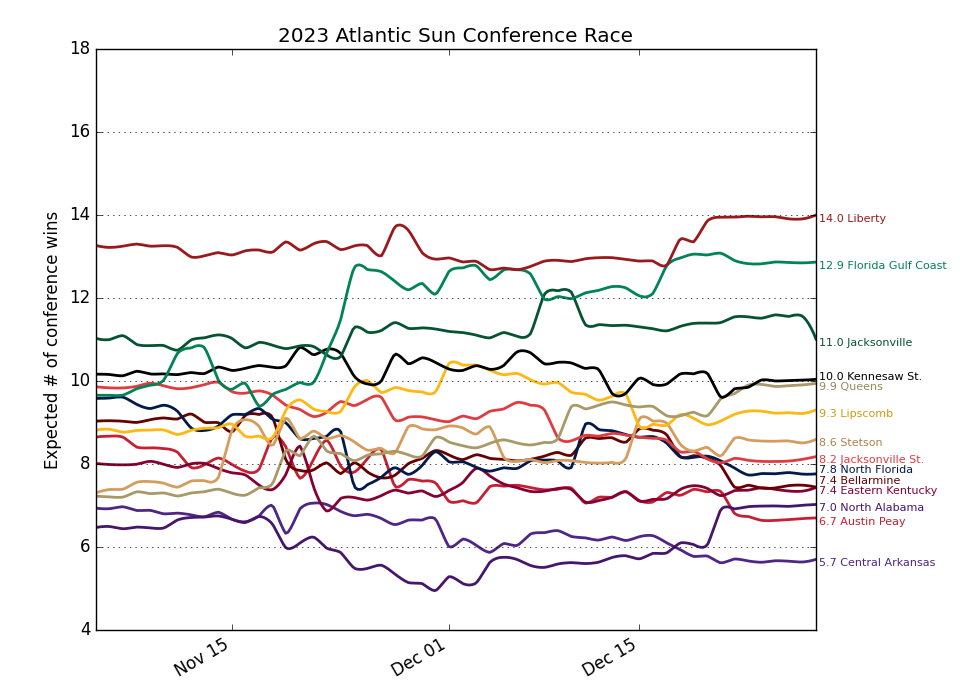 2023 Atlantic Sun Conference Race
Expected # of conference wins
18
16
14
12
10
8
6
4
Nov 15
Dec 01
Dec 15
14.0 Liberty
12.9 Florida Gulf Coast
11.0 Jacksonville
10.0 Kennesaw St.
9.9 Queens
9.3 Lipscomb
8.6 Stetson
8.2 Jacksonville St.
7.8 North Florida
7.4 Bellarmine
7.4 Eastern Kentucky
7.0 North Alabama
6.7 Austin Peay
5.7 Central Arkansas